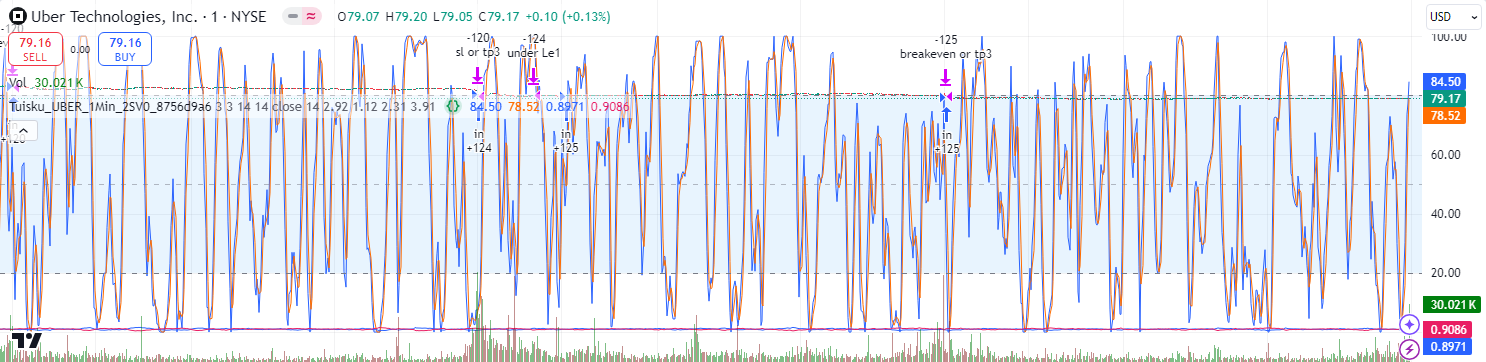 Uber Technologies, Inc. · 1 · NYSE O79.07 H79.20 L79.05 C79.17 +0.10 (+0.13%)
USD
-120
79.16
SELL
0.00
79.16
BUY
-120
sl or tp3
-124
under Le1
-125
breakeven or tp3
100.00
Vol 30.021 K
84.50
79.17
78.52
Tuisku_UBER_1Min_2SV0_8756d9a6 3 3 14 14 close 14 2.92 1.12 2.31 3.91 84.50 78.52 0.8971 0.9086
+120
in
+124
in
+125
in
+125
60.00
40.00
20.00
30.021 K
0.9086
0.8971